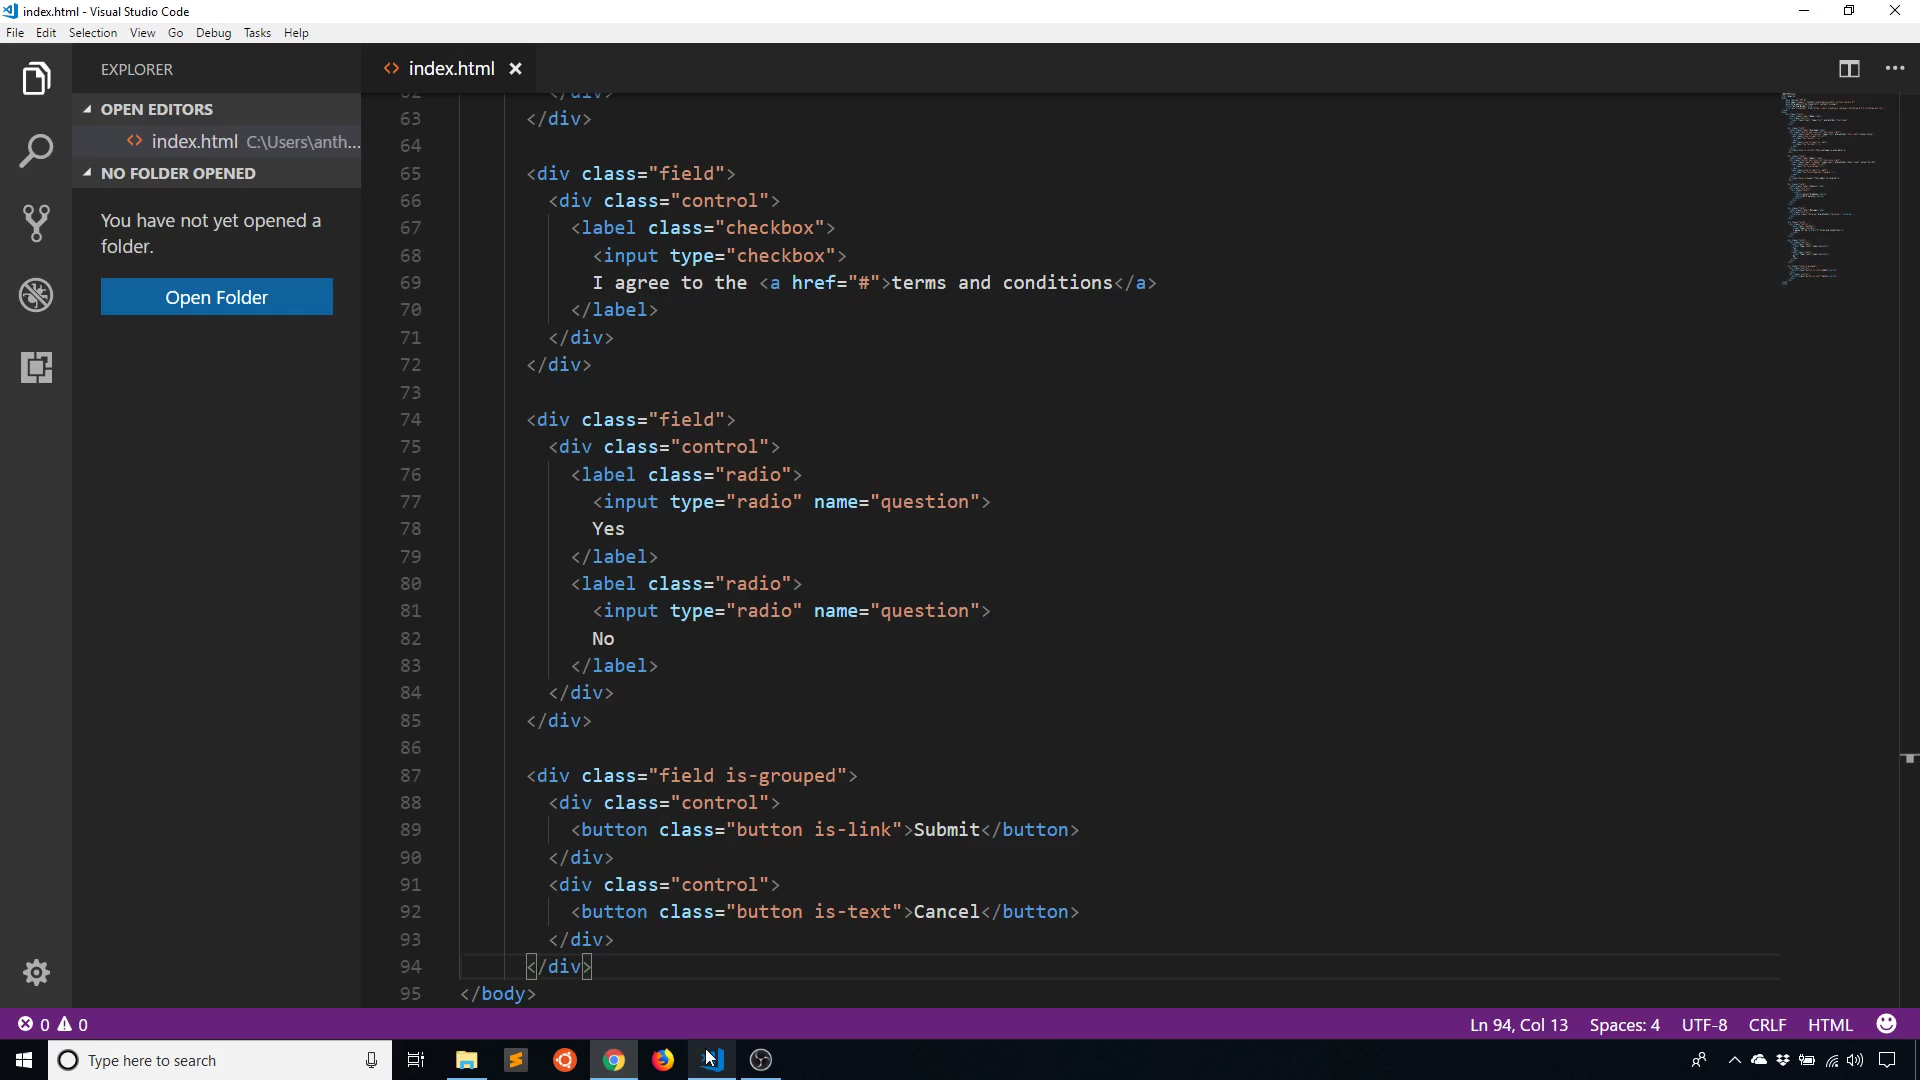 index.html - Visual Studio Code
File Edit Selection View Go Debug Tasks Help
EXPLORER
OPEN EDITORS
index.html C:\Users\anth...
NO FOLDER OPENED
You have not yet opened a
folder.
Open Folder
index.html
62 </div>
63 </div>
64
65 <div class="field">
66 <div class="control">
67 <label class="checkbox">
68 <input type="checkbox">
69 I agree to the <a href="#">terms and conditions</a>
70 </label>
71 </div>
72 </div>
73
74 <div class="field">
75 <div class="control">
76 <label class="radio">
77 <input type="radio" name="question">
78 Yes
79 </label>
80 <label class="radio">
81 <input type="radio" name="question">
82 No
83 </label>
84 </div>
85 </div>
86
87 <div class="field is-grouped">
88 <div class="control">
89 <button class="button is-link">Submit</button>
90 </div>
91 <div class="control">
92 <button class="button is-text">Cancel</button>
93 </div>
94 </div>
95 </body>
0 0 Ln 94, Col 13 Spaces: 4 UTF-8 CRLF HTML
Type here to search